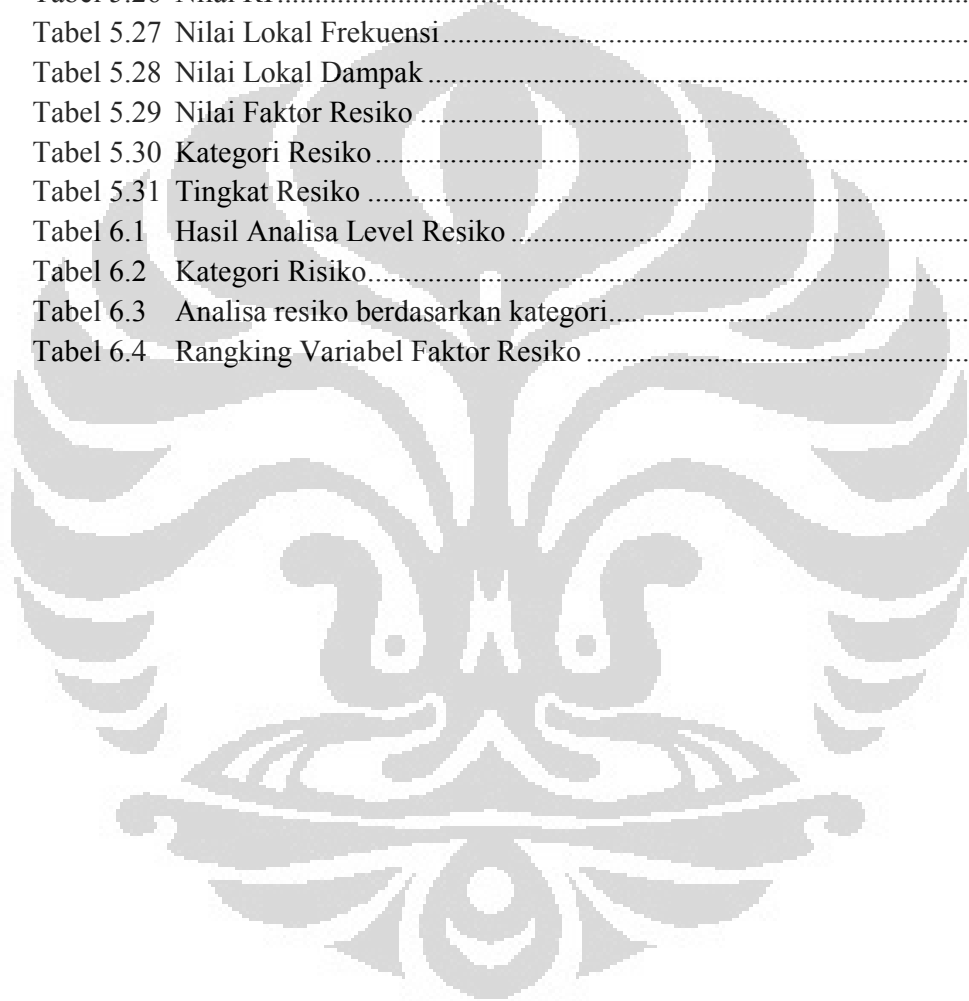 Tabel 5.27 Nilai Lokal Frekuensi
Tabel 5.28 Nilai Lokal Dampak
Tabel 5.29 Nilai Faktor Resiko
Tabel 5.30 Kategori Resiko
Tabel 5.31 Tingkat Resiko
Tabel 6.1 Hasil Analisa Level Resiko
Tabel 6.2 Kategori Risiko
Tabel 6.3 Analisa resiko berdasarkan kategori
Tabel 6.4 Rangking Variabel Faktor Resiko